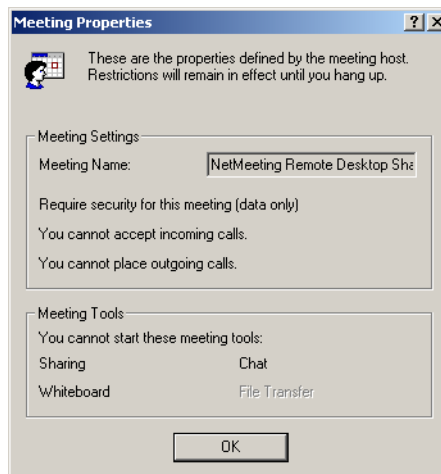 Meeting Properties
These are the properties defined by the meeting host.
Restrictions will remain in effect until you hang up.
Meeting Settings
Meeting Name: NetMeeting Remote Desktop Sha
Require security for this meeting (data only)
You cannot accept incoming calls.
You cannot place outgoing calls.
Meeting Tools
You cannot start these meeting tools:
Sharing Chat
Whiteboard File Transfer
OK